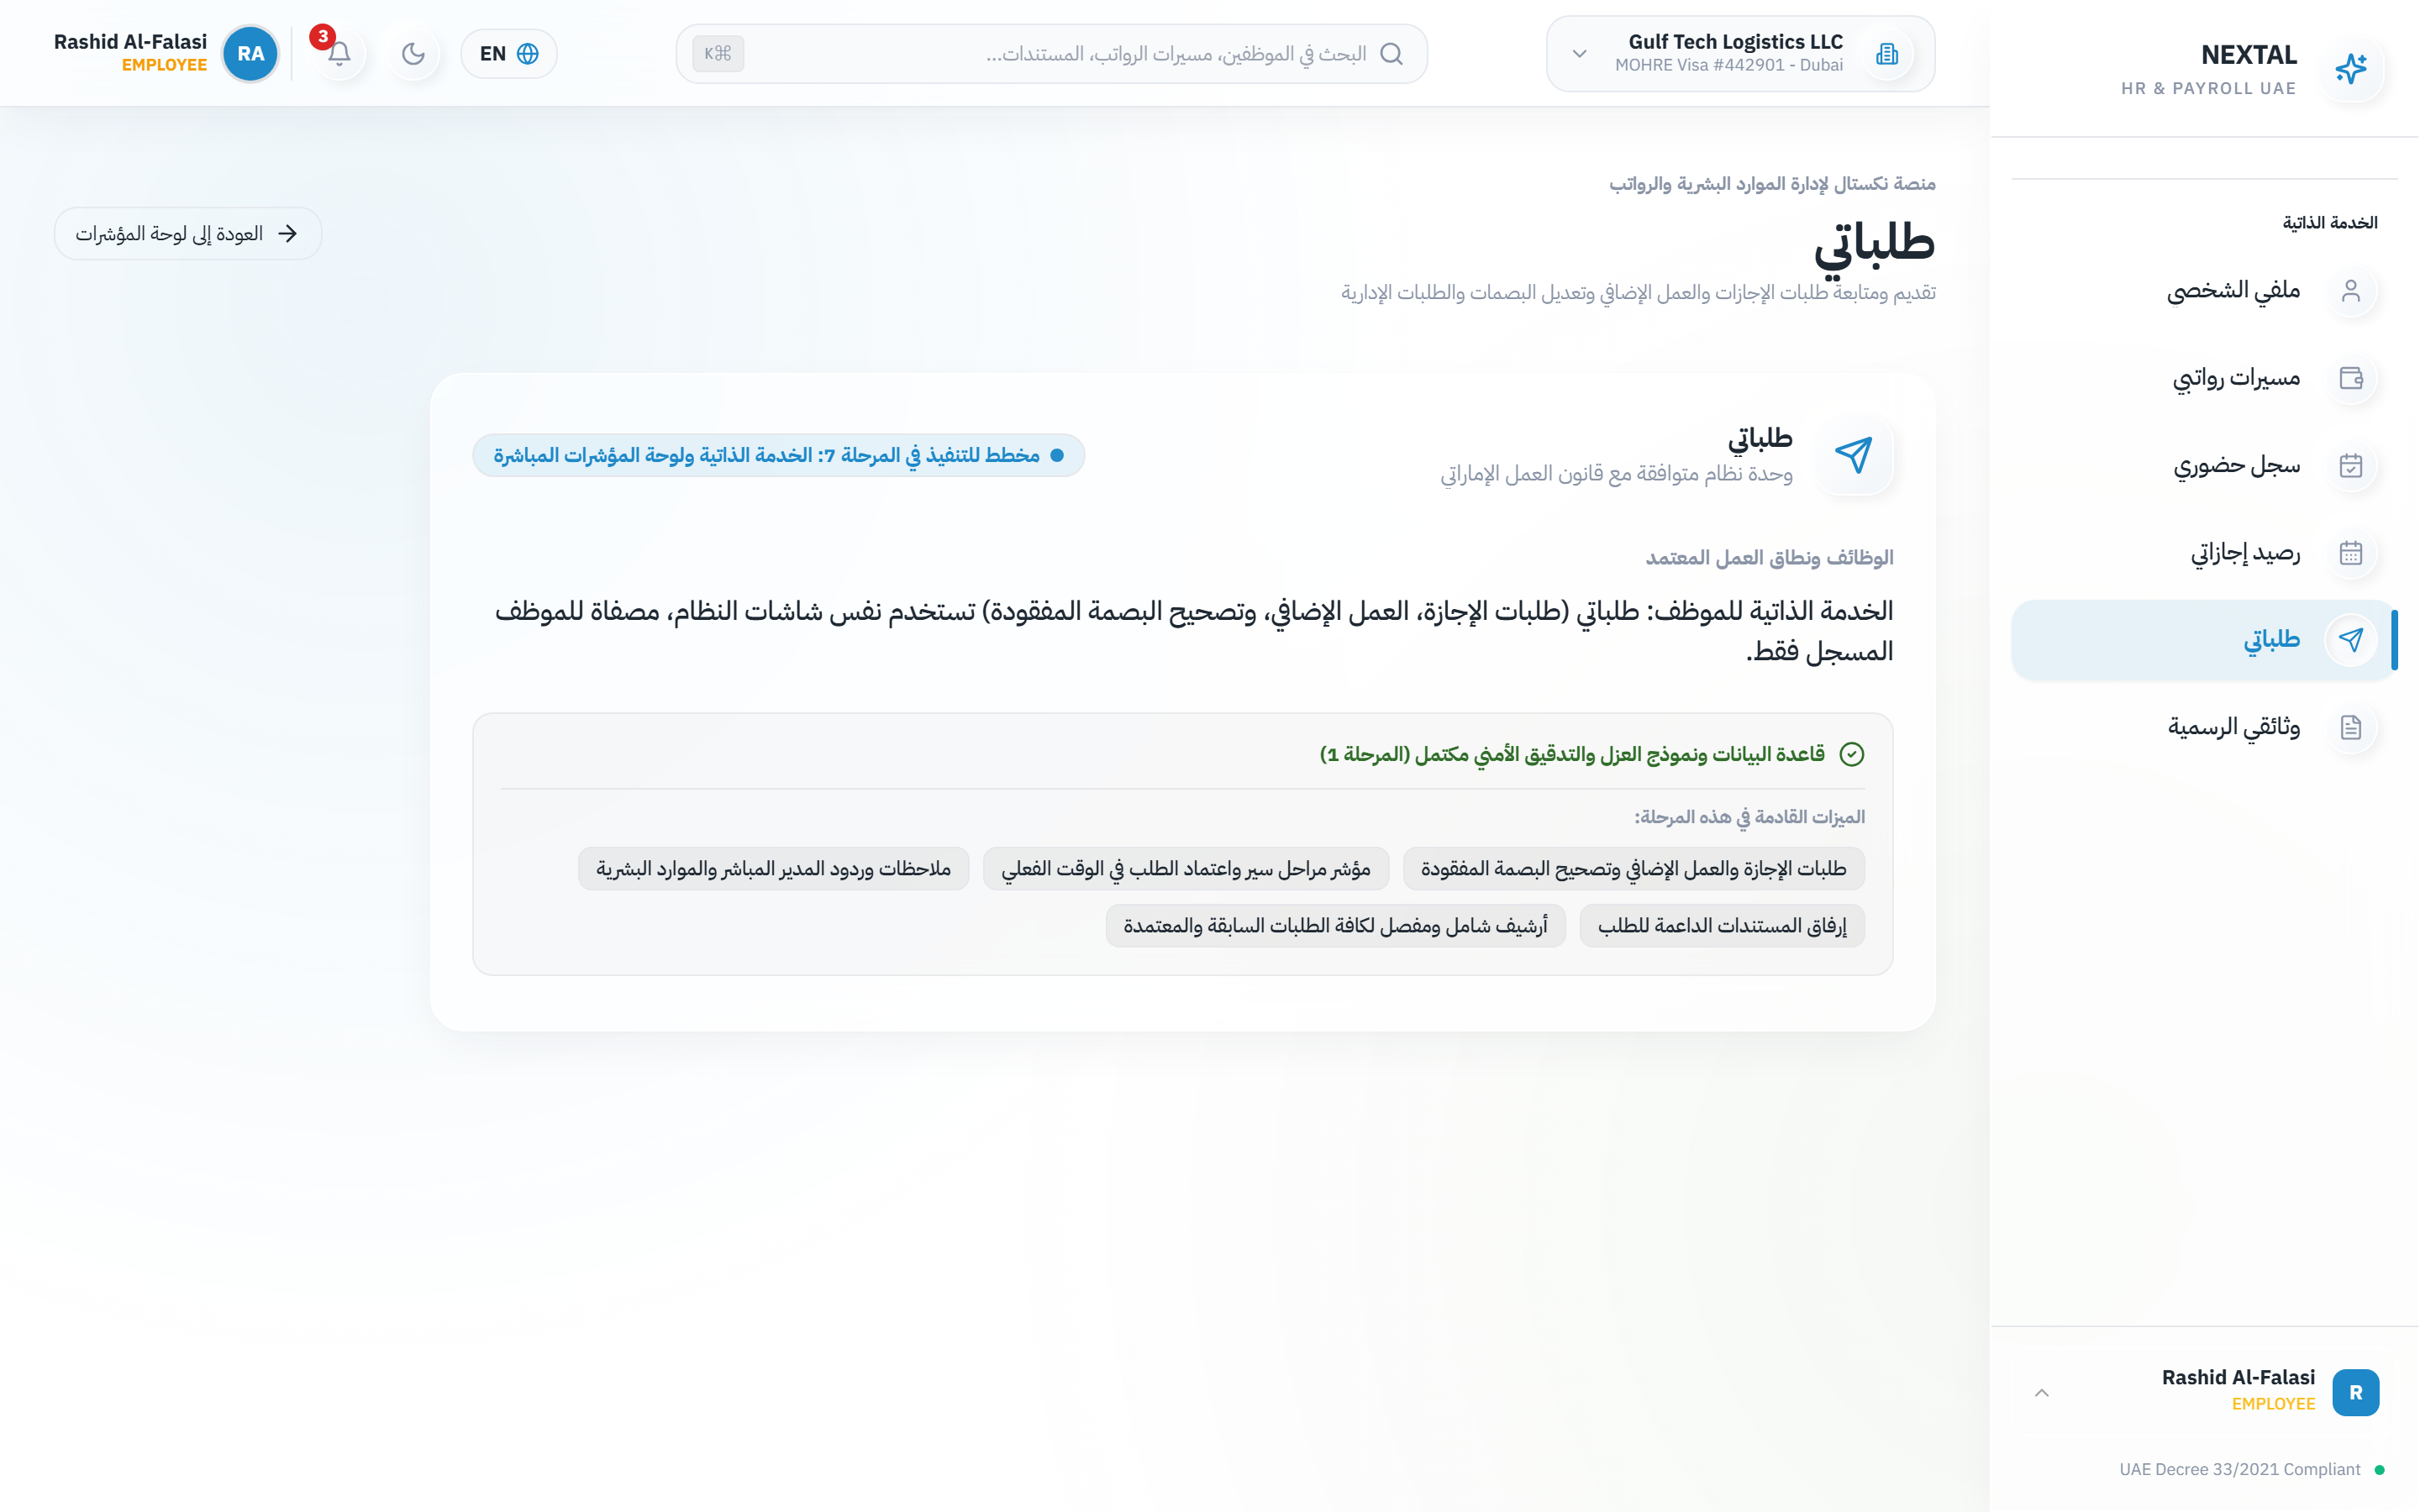 NEXTAL
HR & PAYROLL UAE
الخدمة الذاتية
ملفي الشخصي
مسيرات رواتبي
سجل حضوري
رصيد إجازاتي
طلباتي
وثائقي الرسمية
R
Rashid Al-Falasi
EMPLOYEE
UAE Decree 33/2021 Compliant
Gulf Tech Logistics LLC
MOHRE Visa #442901 - Dubai
البحث في الموظفين، مسيرات الرواتب، المستندات...
K⌘
EN
3
RA
Rashid Al-Falasi
EMPLOYEE
منصة نكستال لإدارة الموارد البشرية والرواتب
طلباتي
تقديم ومتابعة طلبات الإجازات والعمل الإضافي وتعديل البصمات والطلبات الإدارية
العودة إلى لوحة المؤشرات
طلباتي
وحدة نظام متوافقة مع قانون العمل الإماراتي
مخطط للتنفيذ في المرحلة 7: الخدمة الذاتية ولوحة المؤشرات المباشرة
الوظائف ونطاق العمل المعتمد
الخدمة الذاتية للموظف: طلباتي (طلبات الإجازة، العمل الإضافي، وتصحيح البصمة المفقودة) تستخدم نفس شاشات النظام، مصفاة للموظف
المسجل فقط.
قاعدة البيانات ونموذج العزل والتدقيق الأمني مكتمل (المرحلة 1)
الميزات القادمة في هذه المرحلة:
طلبات الإجازة والعمل الإضافي وتصحيح البصمة المفقودة
مؤشر مراحل سير واعتماد الطلب في الوقت الفعلي
ملاحظات وردود المدير المباشر والموارد البشرية
إرفاق المستندات الداعمة للطلب
أرشيف شامل ومفصل لكافة الطلبات السابقة والمعتمدة